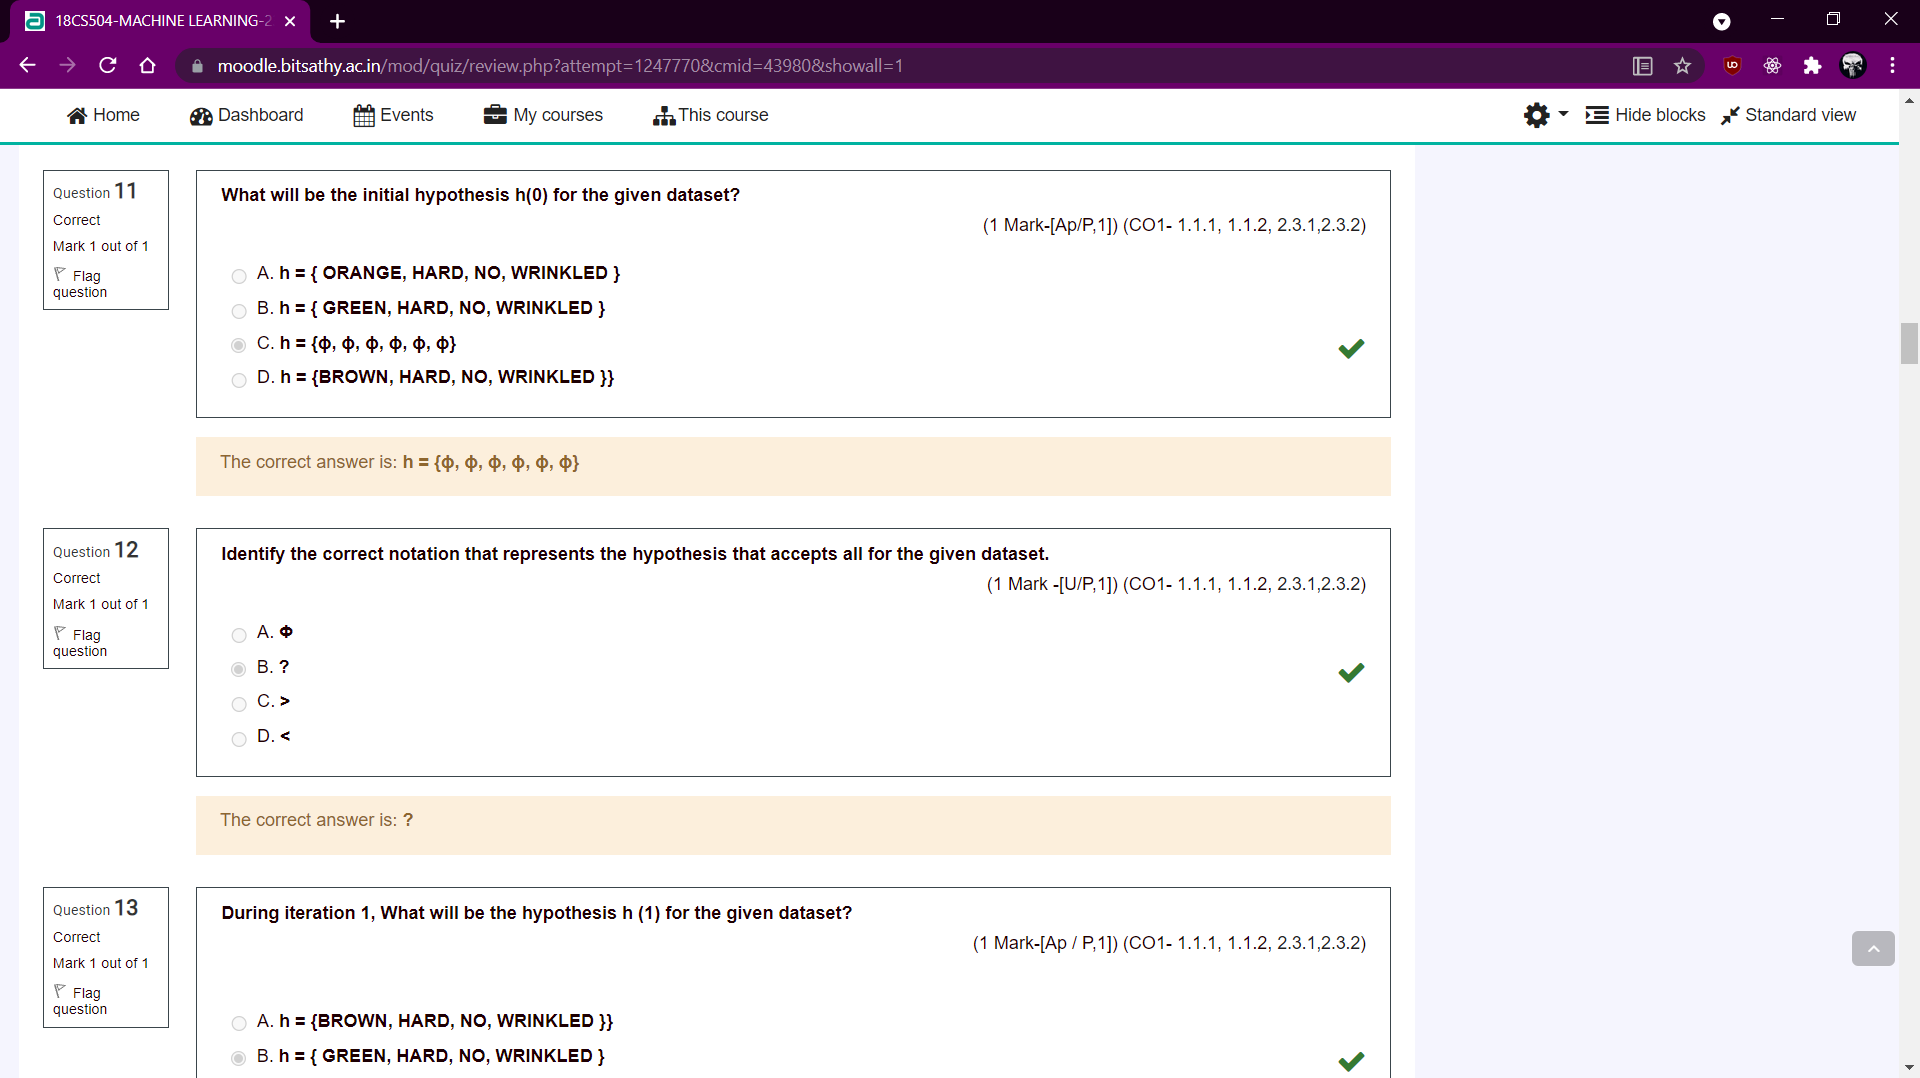 18CS504-MACHINE LEARNING-2
moodle.bitsathy.ac.in/mod/quiz/review.php?attempt=1247770&cmid=43980&showall=1
Home Dashboard Events My courses This course Hide blocks Standard view
Question 11
Correct
Mark 1 out of 1
Flag question
What will be the initial hypothesis h(0) for the given dataset?
(1 Mark-[Ap/P,1]) (CO1- 1.1.1, 1.1.2, 2.3.1,2.3.2)
A. h = { ORANGE, HARD, NO, WRINKLED }
B. h = { GREEN, HARD, NO, WRINKLED }
C. h = {ф, ф, ф, ф, ф, ф}
D. h = {BROWN, HARD, NO, WRINKLED }}
The correct answer is: h = {ф, ф, ф, ф, ф, ф}
Question 12
Correct
Mark 1 out of 1
Flag question
Identify the correct notation that represents the hypothesis that accepts all for the given dataset.
(1 Mark -[U/P,1]) (CO1- 1.1.1, 1.1.2, 2.3.1,2.3.2)
A. Ф
B. ?
C. >
D. <
The correct answer is: ?
Question 13
Correct
Mark 1 out of 1
Flag question
During iteration 1, What will be the hypothesis h (1) for the given dataset?
(1 Mark-[Ap / P,1]) (CO1- 1.1.1, 1.1.2, 2.3.1,2.3.2)
A. h = {BROWN, HARD, NO, WRINKLED }}
B. h = { GREEN, HARD, NO, WRINKLED }